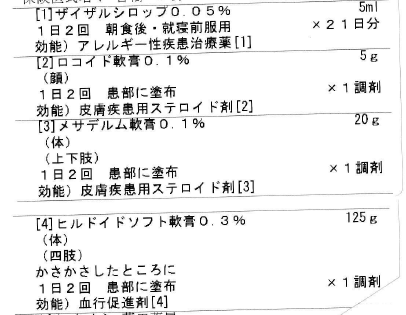 [1]ザイザルシロップ０．０５％　5ml
１日２回　朝食後・就寝前服用　×２１日分
効能）アレルギー性疾患治療薬[1]
[2]ロコイド軟膏０．１％　5ｇ
（顔）
１日２回　患部に塗布　×１調剤
効能）皮膚疾患用ステロイド剤[2]
[3]メサデルム軟膏０．１％　20ｇ
（体）
（上下肢）
１日２回　患部に塗布　×１調剤
効能）皮膚疾患用ステロイド剤[3]
[4]ヒルドイドソフト軟膏０．３％　125ｇ
（体）
（四肢）
かさかさしたところに
１日２回　患部に塗布　×１調剤
効能）血行促進剤[4]